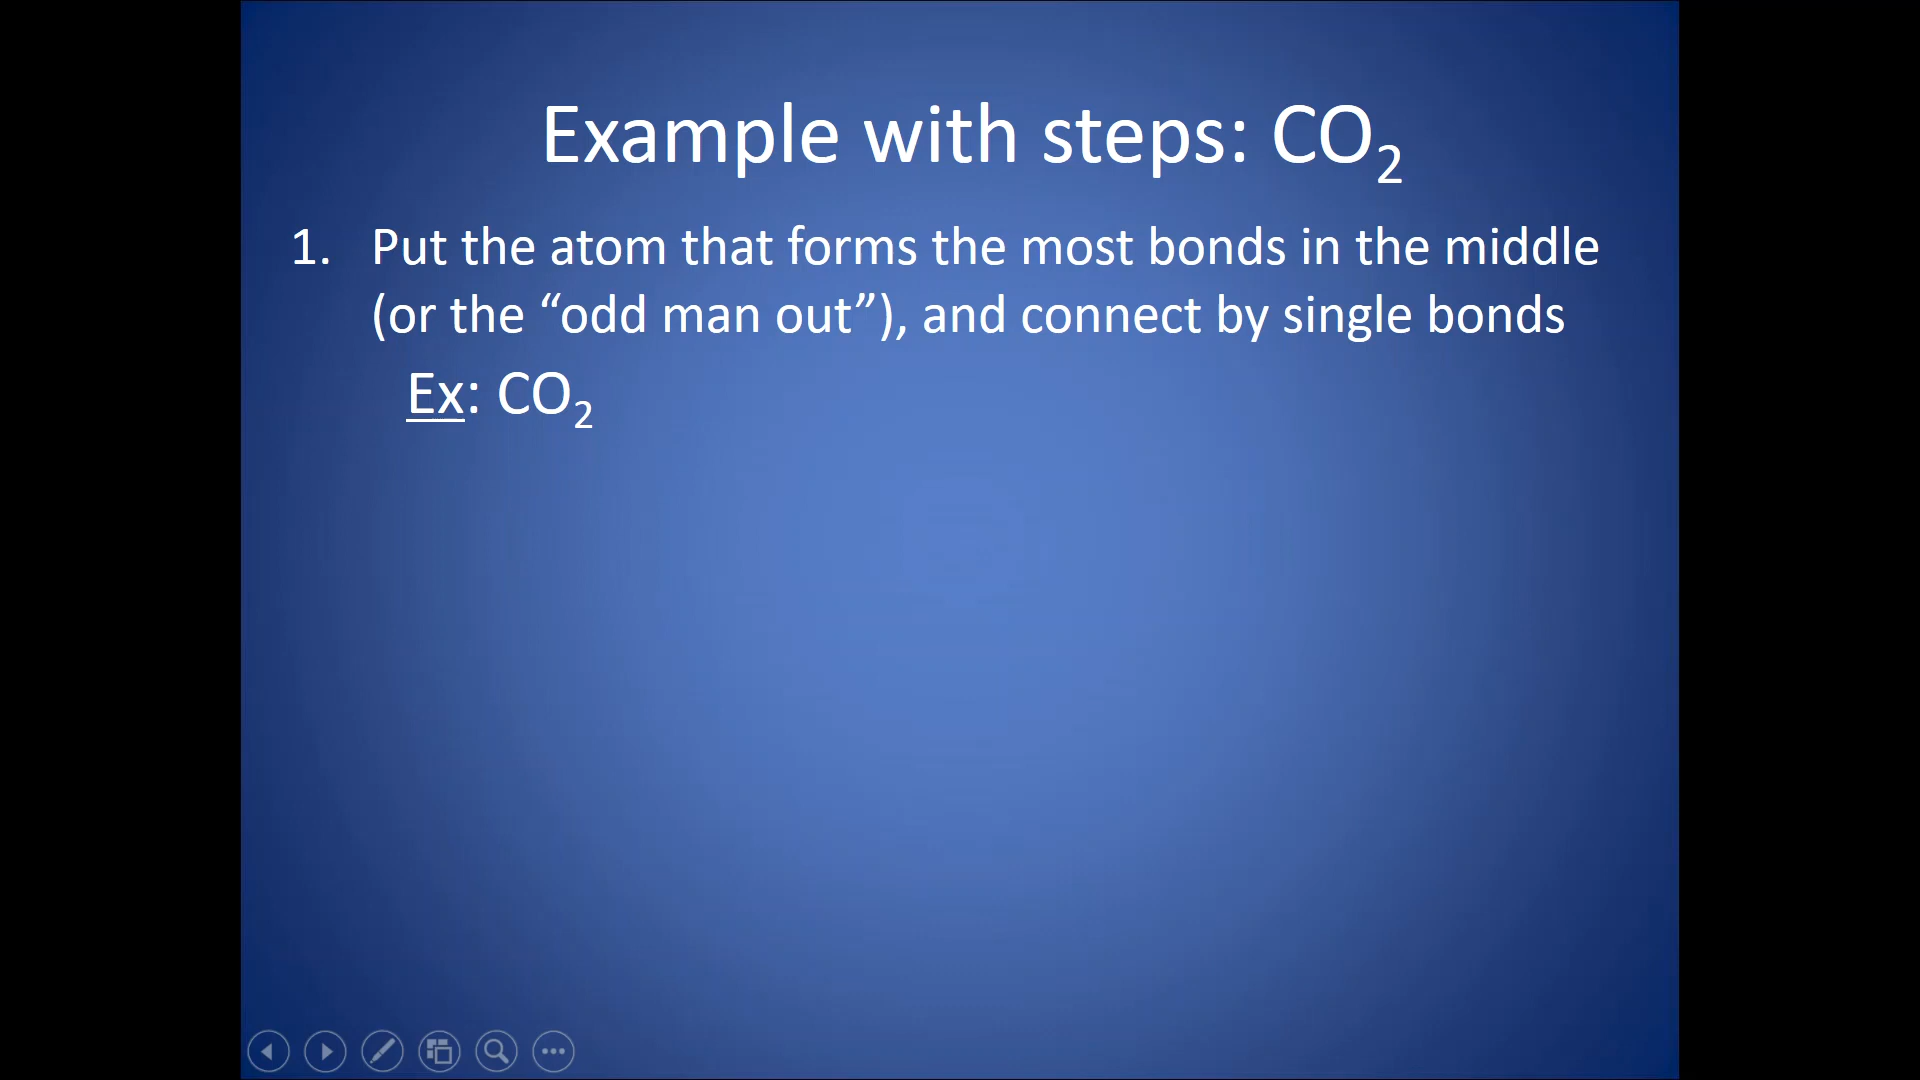 Example with steps: CO₂
1. Put the atom that forms the most bonds in the middle
(or the “odd man out”), and connect by single bonds
Ex: CO₂